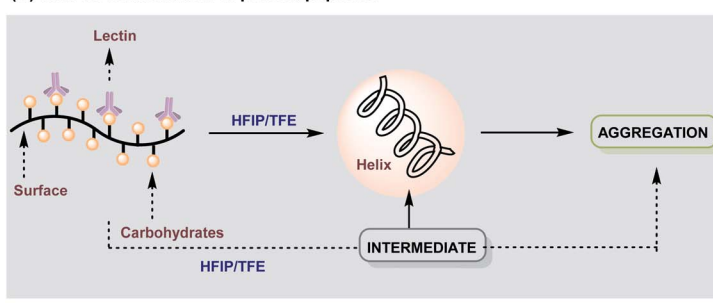 Lectin
HFIP/TFE
AGGREGATION
Helix
Surface
Carbohydrates
INTERMEDIATE
HFIP/TFE